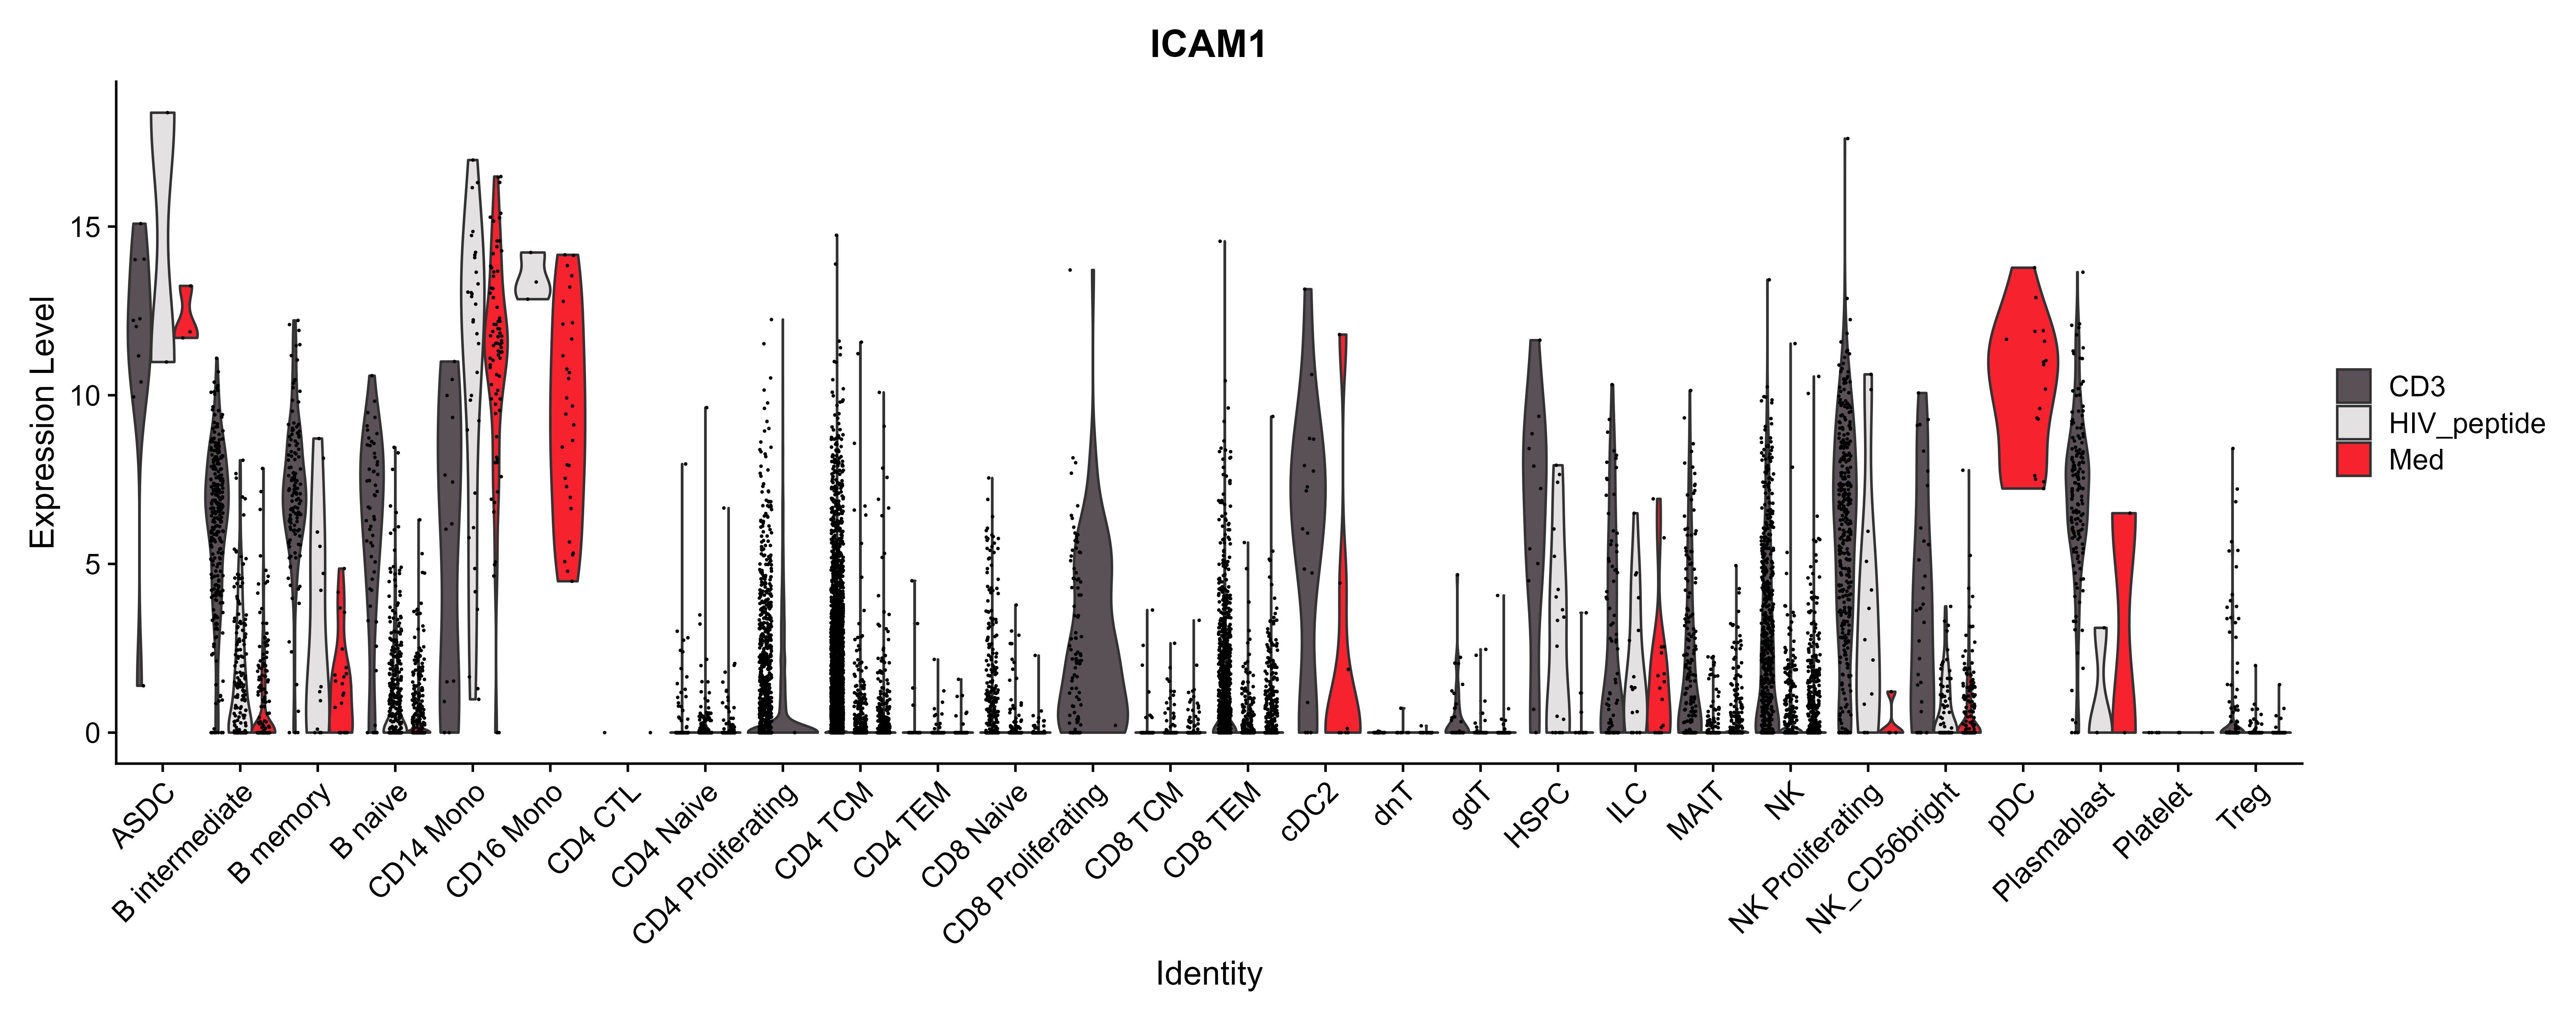 ICAM1
Expression Level
15
10
5
0
ASDC
B intermediate
B memory
B naive
CD14 Mono
CD16 Mono
CD4 CTL
CD4 Naive
CD4 Proliferating
CD4 TCM
CD4 TEM
CD8 Naive
CD8 Proliferating
CD8 TCM
CD8 TEM
cDC2
dnT
gdT
HSPC
ILC
MAIT
NK
NK Proliferating
NK_CD56bright
pDC
Plasmablast
Platelet
Treg
Identity
CD3
HIV_peptide
Med